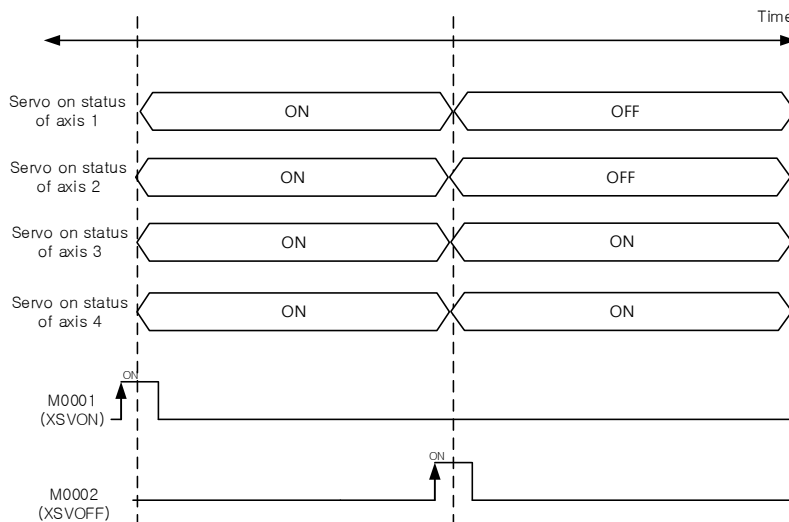 Time
Servo on status
of axis 1
ON
OFF
Servo on status
of axis 2
ON
OFF
Servo on status
of axis 3
ON
ON
Servo on status
of axis 4
ON
ON
ON
M0001
(XSVON)
ON
M0002
(XSVOFF)